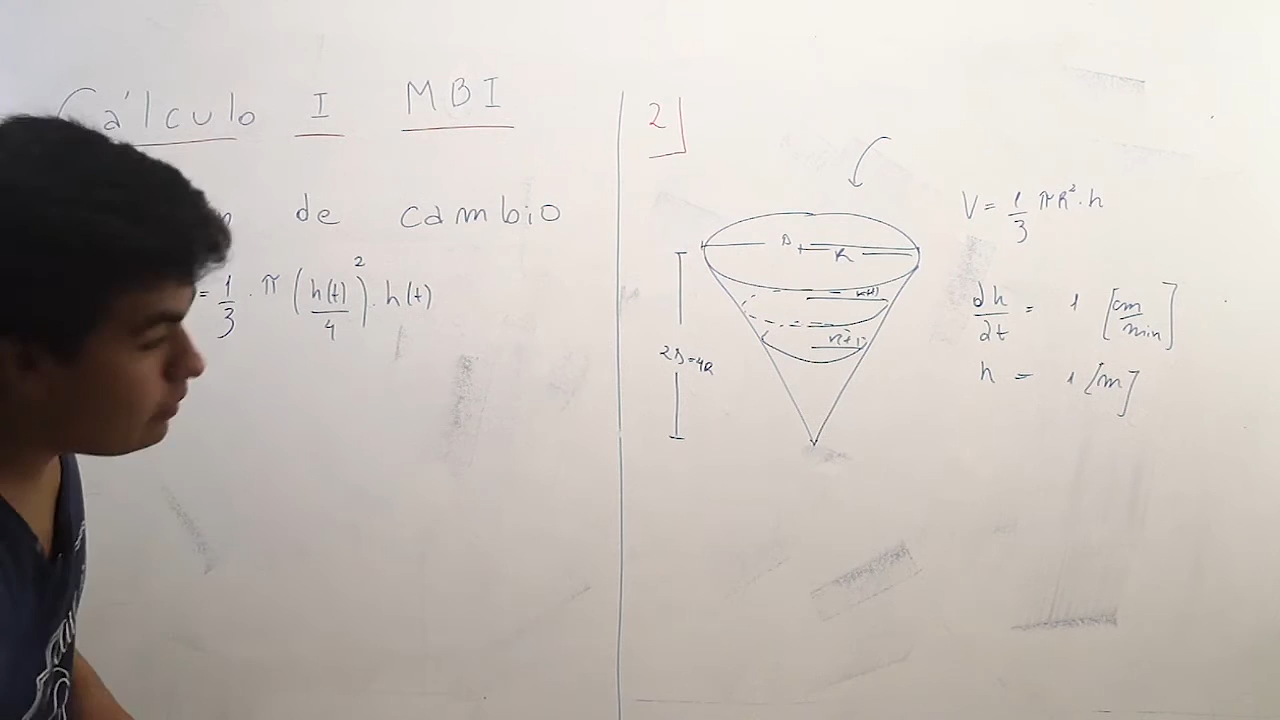 Cálculo I MBI
de cambio
= 1/3 · π (h(t)/4)² · h(t)
2
D
R
2D=4R
V = 1/3 πR² · h
dh/dt = 1 [cm/min]
h = 1 [m]